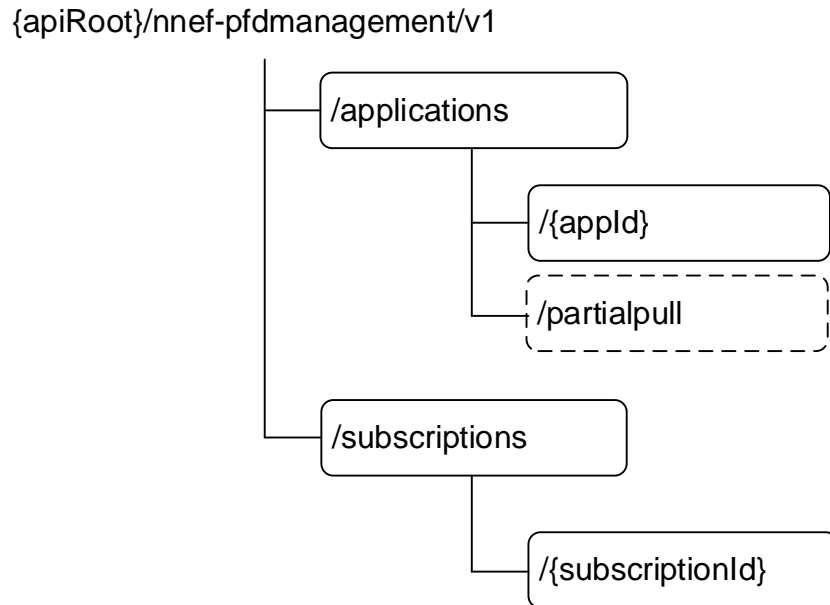 {apiRoot}/nnef-pfdmanagement/v1
/applications
/{appId}
/partialpull
/subscriptions
/{subscriptionId}